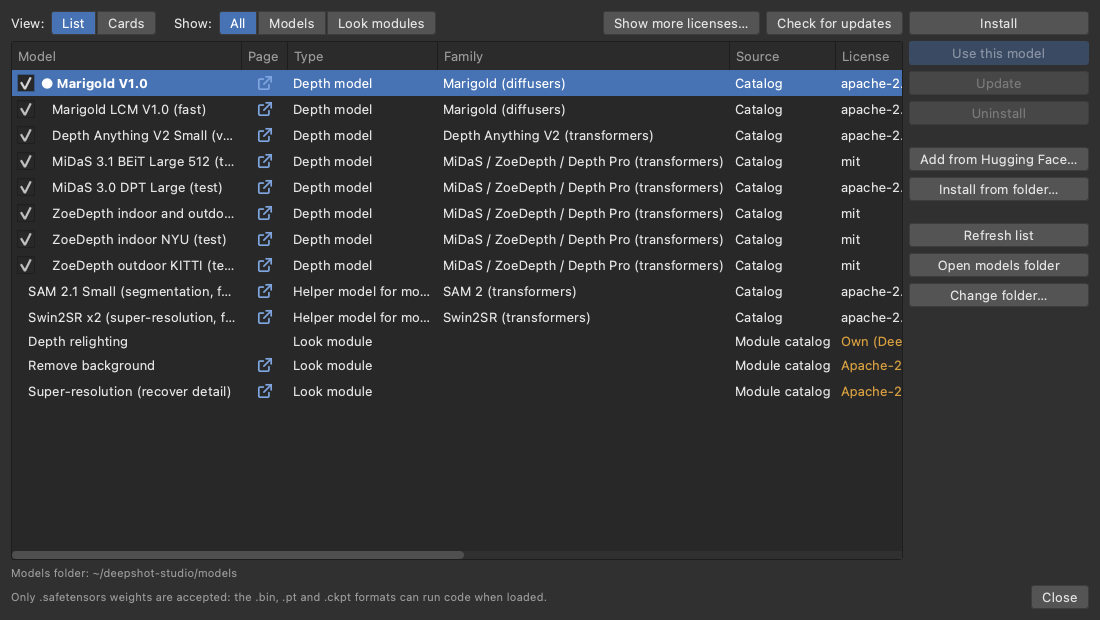 View: List Cards Show: All Models Look modules Show more licenses... Check for updates Install
Model Page Type Family Source License Use this model
Marigold V1.0 Depth model Marigold (diffusers) Catalog apache-2.
Update
Marigold LCM V1.0 (fast) Depth model Marigold (diffusers) Catalog apache-2.
Uninstall
Depth Anything V2 Small (v... Depth model Depth Anything V2 (transformers) Catalog apache-2.
MiDaS 3.1 BEiT Large 512 (t... Depth model MiDaS / ZoeDepth / Depth Pro (transformers) Catalog mit Add from Hugging Face...
MiDaS 3.0 DPT Large (test) Depth model MiDaS / ZoeDepth / Depth Pro (transformers) Catalog apache-2. Install from folder...
ZoeDepth indoor and outdo... Depth model MiDaS / ZoeDepth / Depth Pro (transformers) Catalog mit
ZoeDepth indoor NYU (test) Depth model MiDaS / ZoeDepth / Depth Pro (transformers) Catalog mit Refresh list
ZoeDepth outdoor KITTI (te... Depth model MiDaS / ZoeDepth / Depth Pro (transformers) Catalog mit Open models folder
SAM 2.1 Small (segmentation, f... Helper model for mo... SAM 2 (transformers) Catalog apache-2. Change folder...
Swin2SR x2 (super-resolution, f... Helper model for mo... Swin2SR (transformers) Catalog apache-2.
Depth relighting Look module Module catalog Own (Dee
Remove background Look module Module catalog Apache-2
Super-resolution (recover detail) Look module Module catalog Apache-2
Models folder: ~/deepshot-studio/models
Only .safetensors weights are accepted: the .bin, .pt and .ckpt formats can run code when loaded.
Close